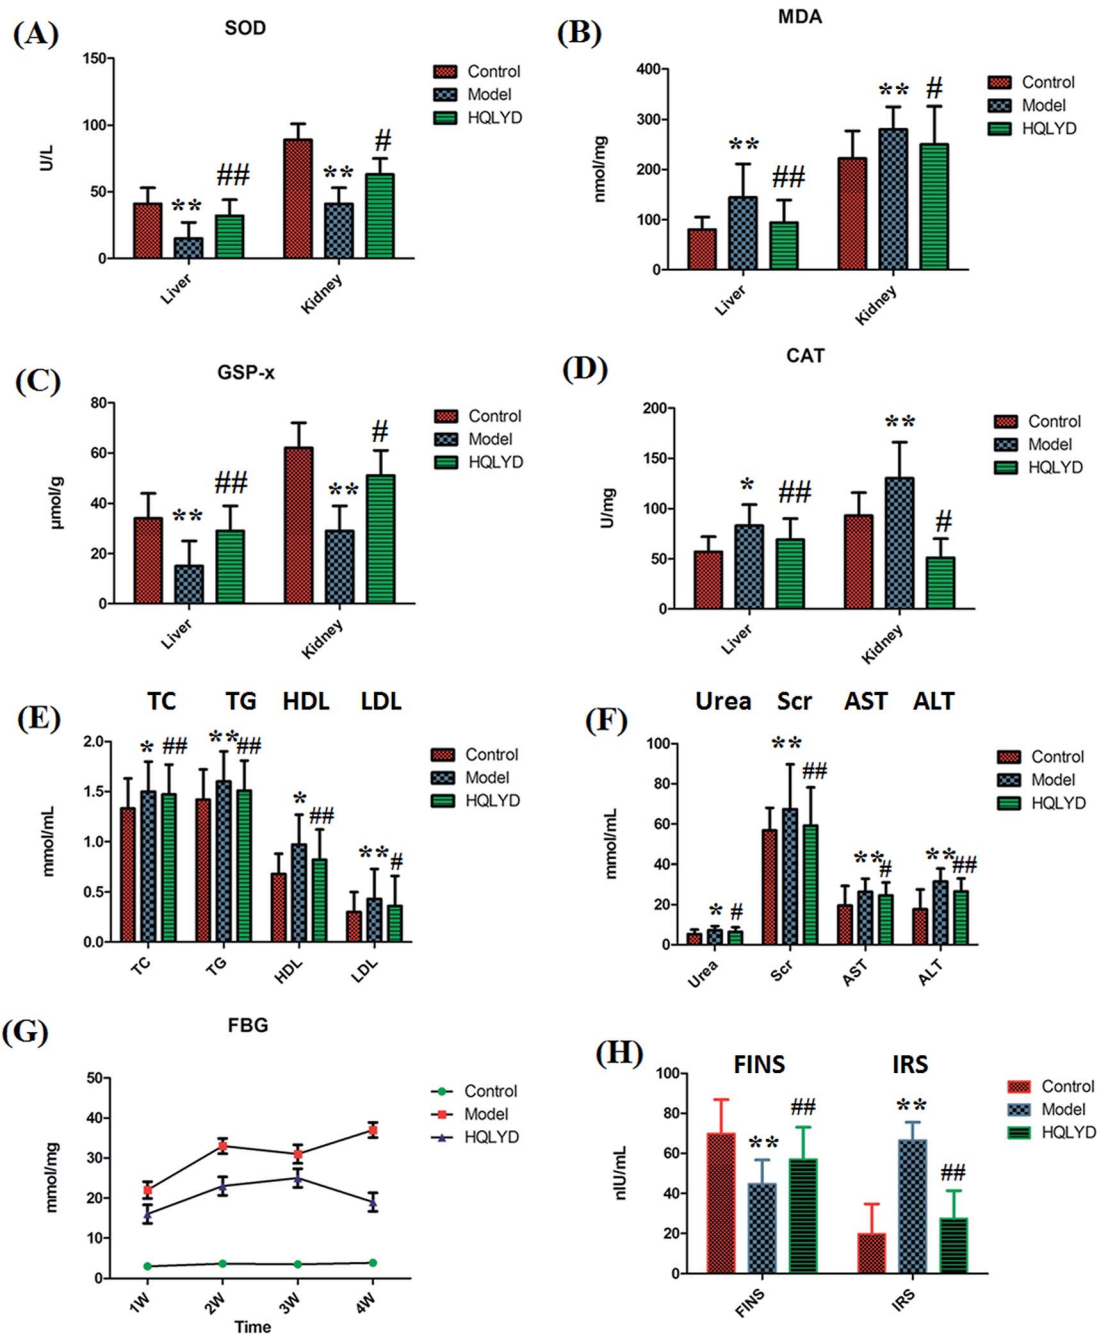 (A)
SOD
150
100
50
0
U/L
** ## ** #
Liver
Kidney
Control
Model
HQLYD
(B)
MDA
400
300
200
100
0
nmol/mg
** ## ** #
Liver
Kidney
Control
Model
HQLYD
(C)
GSP-x
80
60
40
20
0
μmol/g
** ## ** #
Liver
Kidney
Control
Model
HQLYD
(D)
CAT
200
150
100
50
0
U/mg
* ## ** #
Liver
Kidney
Control
Model
HQLYD
(E)
TC TG HDL LDL
2.0
1.5
1.0
0.5
0.0
mmol/mL
* ## ** ## * ## ** #
TC
TG
HDL
LDL
Control
Model
HQLYD
(F)
Urea Scr AST ALT
100
80
60
40
20
0
mmol/mL
* # ** ## ** # ** ##
Urea
Scr
AST
ALT
Control
Model
HQLYD
(G)
FBG
50
40
30
20
10
0
mmol/mg
1W
2W
3W
4W
Time
Control
Model
HQLYD
(H)
FINS IRS
100
80
60
40
20
0
nIU/mL
** ## ** ##
FINS
IRS
Control
Model
HQLYD